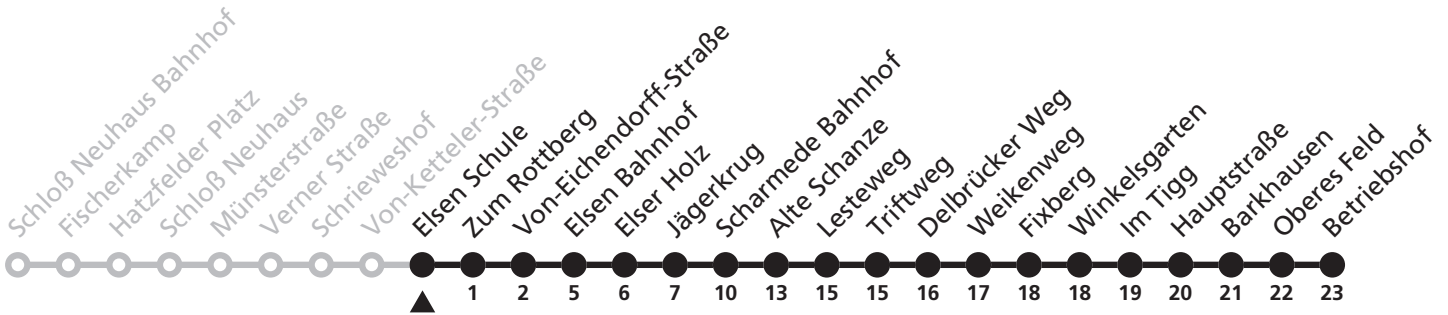 Schloß Neuhaus Bahnhof
Fischerkamp
Hatzfelder Platz
Schloß Neuhaus
Münsterstraße
Verner Straße
Schrieweshof
Von-Ketteler-Straße
Elsen Schule
Zum Rottberg
Von-Eichendorff-Straße
Elsen Bahnhof
Elser Holz
Jägerkrug
Scharmede Bahnhof
Alte Schanze
Lesteweg
Triftweg
Delbrücker Weg
Weikenweg
Fixberg
Winkelsgarten
Im Tigg
Hauptstraße
Barkhausen
Oberes Feld
Betriebshof
1 2 5 6 7 10 13 15 15 16 17 18 18 19 20 21 22 23